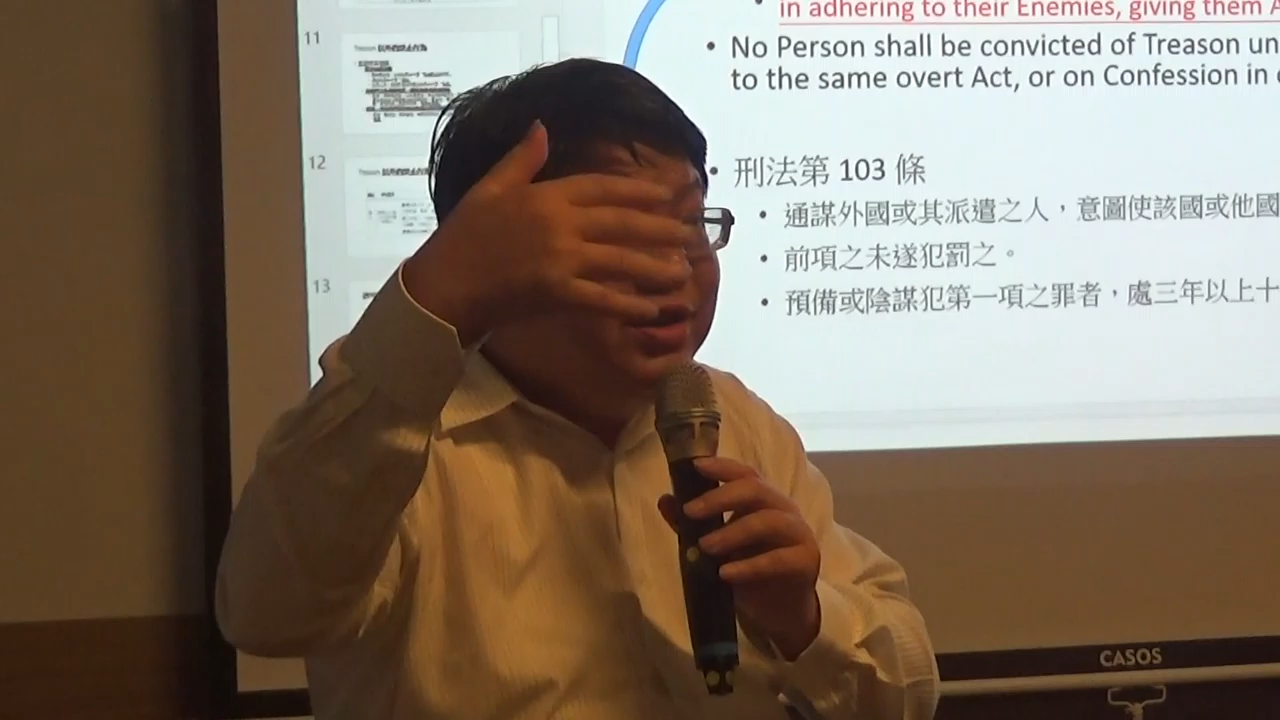 in adhering to their Enemies, giving them A
• No Person shall be convicted of Treason un
to the same overt Act, or on Confession in
• 刑法第 103 條
• 通謀外國或其派遣之人，意圖使該國或他國
• 前項之未遂犯罰之。
• 預備或陰謀犯第一項之罪者，處三年以上十
11
Treason
12
Treason
13
CASOS